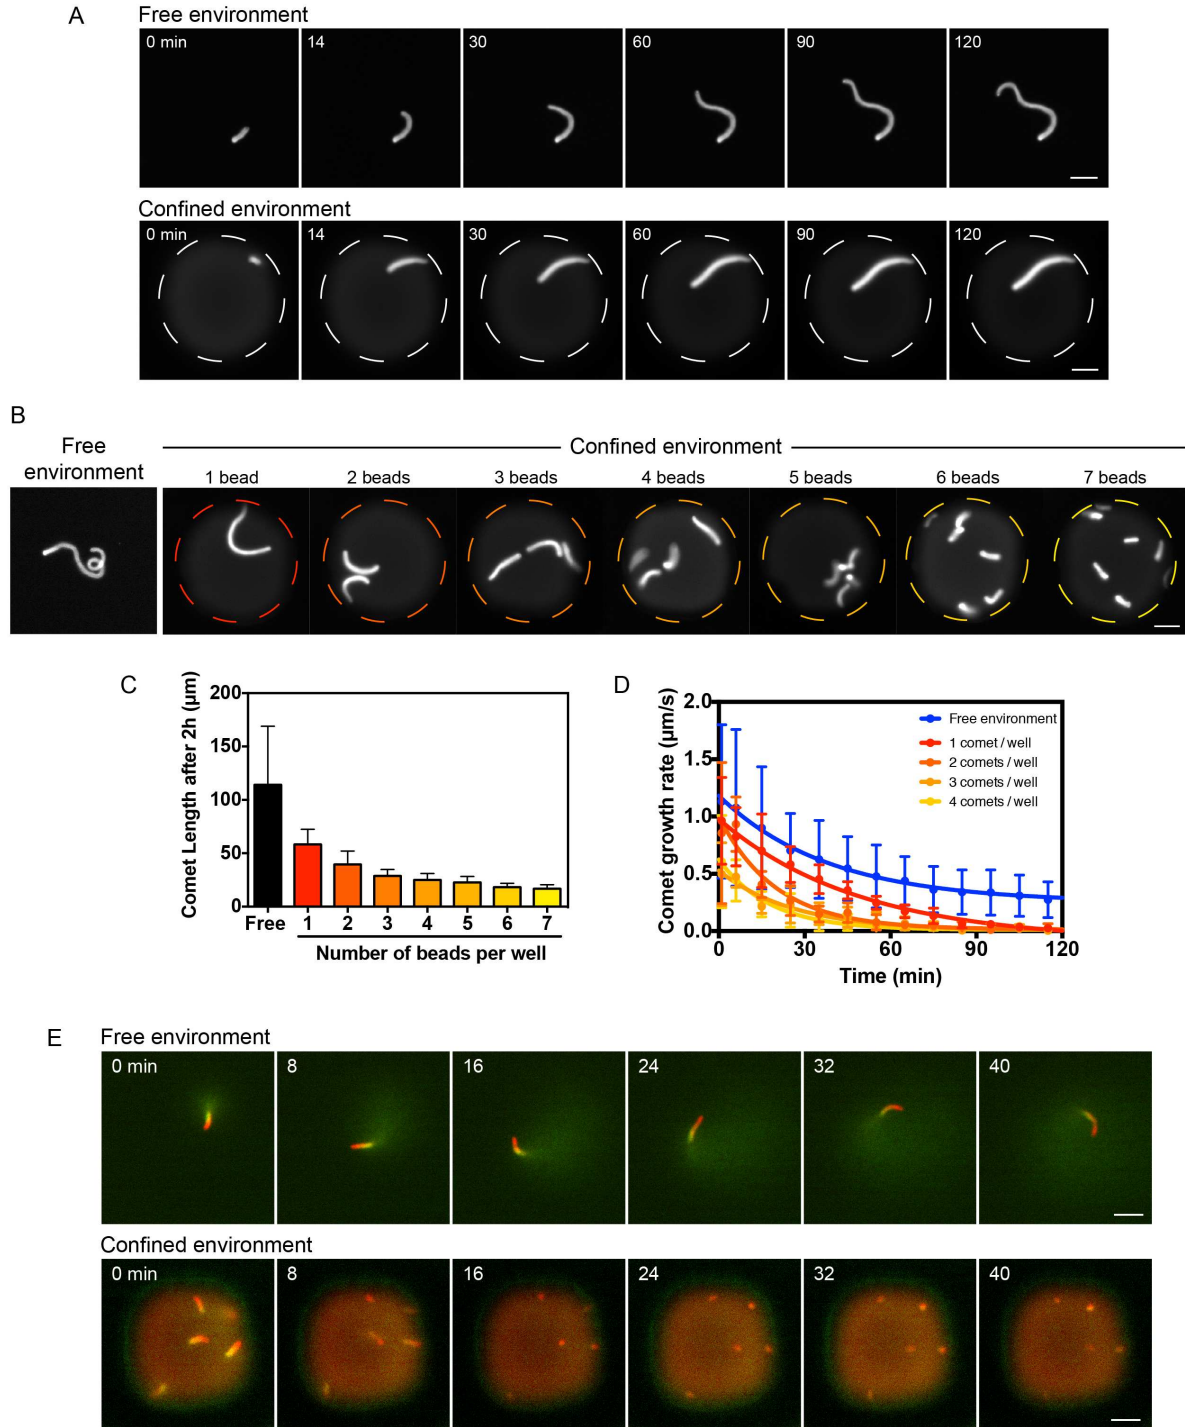 A
Free environment
0 min 14 30 60 90 120
Confined environment
0 min 14 30 60 90 120
B
Free
environment
Confined environment
1 bead 2 beads 3 beads 4 beads 5 beads 6 beads 7 beads
C
Comet Length after 2h (µm)
200
150
100
50
0
Free 1 2 3 4 5 6 7
Number of beads per well
D
Comet growth rate (µm/s)
2.0
1.5
1.0
0.5
0.0
Free environment
1 comet / well
2 comets / well
3 comets / well
4 comets / well
0 30 60 90 120
Time (min)
E
Free environment
0 min 8 16 24 32 40
Confined environment
0 min 8 16 24 32 40